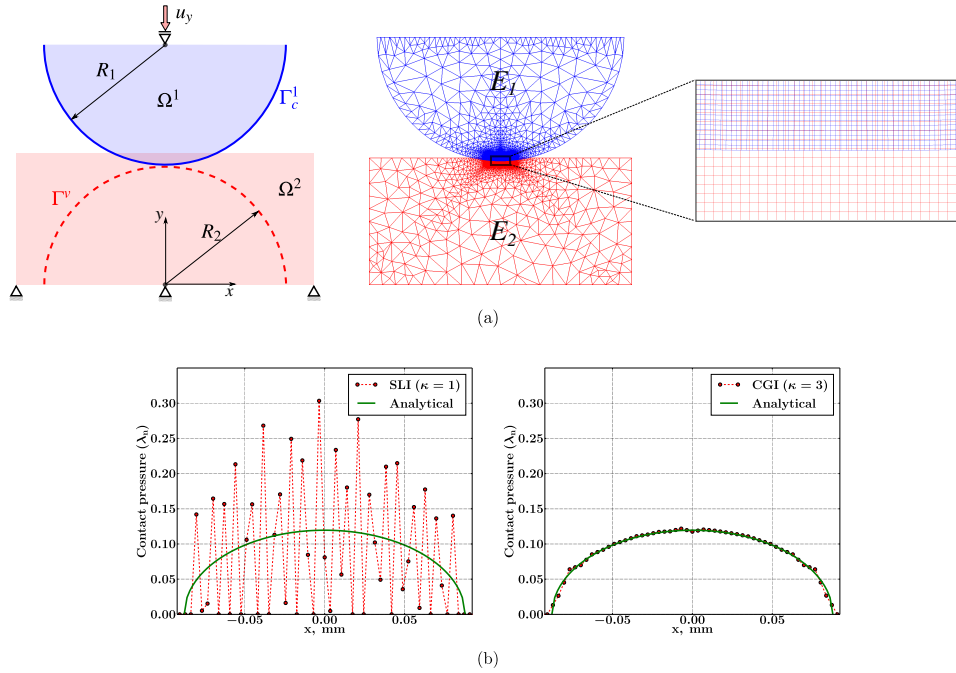 u_y
R_1
Ω^1
Γ_c^1
Γ^v
Ω^2
y
R_2
x
E_1
E_2
(a)
SLI (κ = 1)
Analytical
Contact pressure (λ_n)
0.30
0.25
0.20
0.15
0.10
0.05
0.00
−0.05
0.00
0.05
x, mm
CGI (κ = 3)
Analytical
Contact pressure (λ_n)
0.30
0.25
0.20
0.15
0.10
0.05
0.00
−0.05
0.00
0.05
x, mm
(b)